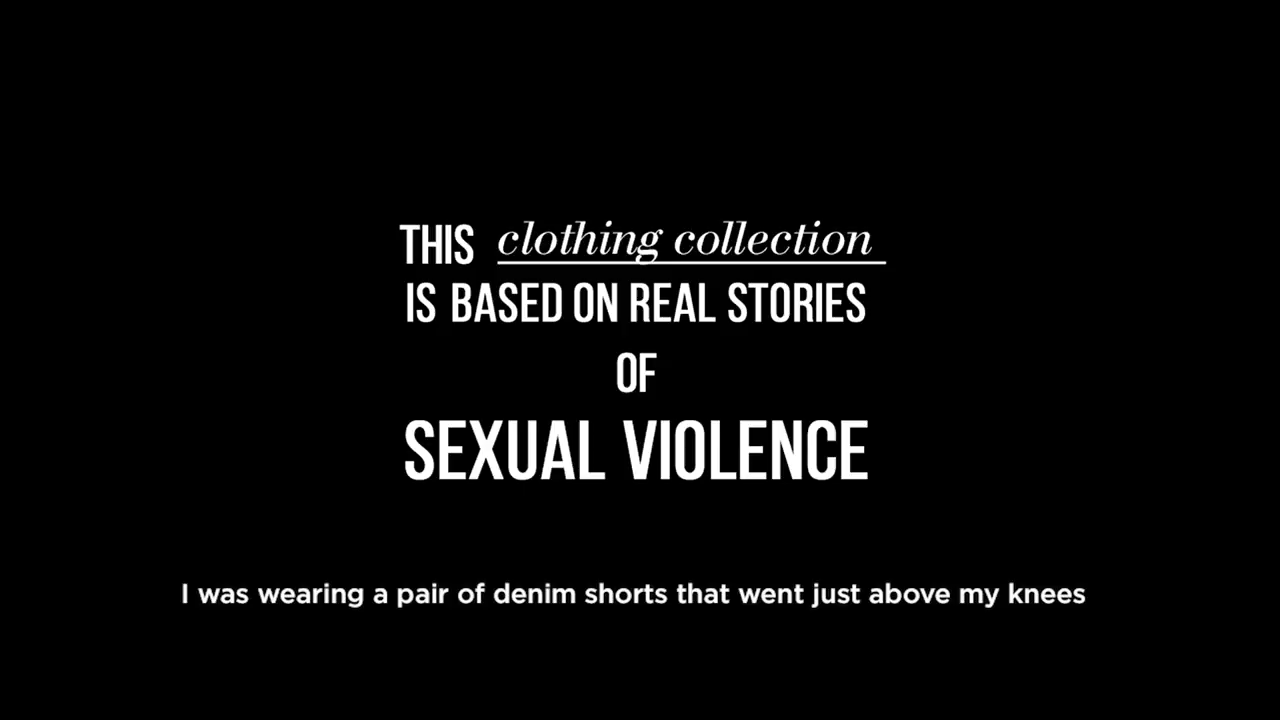 THIS clothing collection
IS BASED ON REAL STORIES
OF
SEXUAL VIOLENCE
I was wearing a pair of denim shorts that went just above my knees